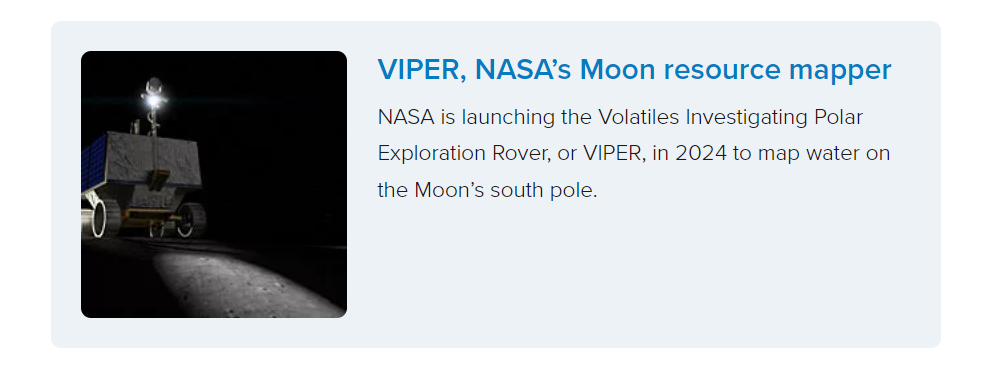 VIPER, NASA’s Moon resource mapper
NASA is launching the Volatiles Investigating Polar
Exploration Rover, or VIPER, in 2024 to map water on
the Moon’s south pole.